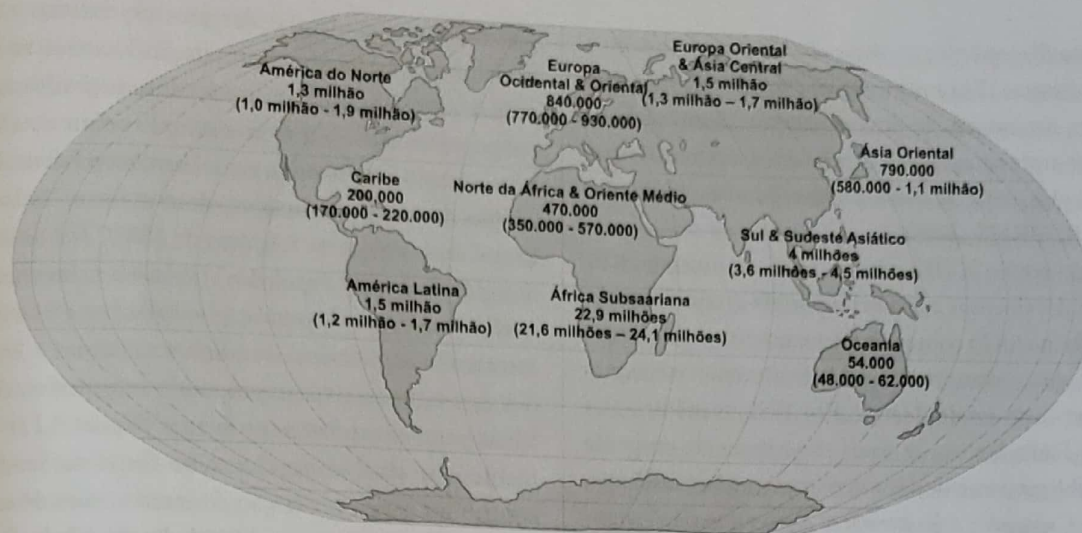 América do Norte
1,3 milhão
(1,0 milhão - 1,9 milhão)
Europa
Ocidental & Oriental
840.000
(770.000 - 930.000)
Europa Oriental
& Ásia Central
1,5 milhão
(1,3 milhão – 1,7 milhão)
Ásia Oriental
790.000
(580.000 - 1,1 milhão)
Caribe
200.000
(170.000 - 220.000)
Norte da África & Oriente Médio
470.000
(350.000 - 570.000)
Sul & Sudeste Asiático
4 milhões
(3,6 milhões - 4,5 milhões)
América Latina
1,5 milhão
(1,2 milhão - 1,7 milhão)
África Subsaariana
22,9 milhões
(21,6 milhões – 24,1 milhões)
Oceania
54.000
(48.000 - 62.000)